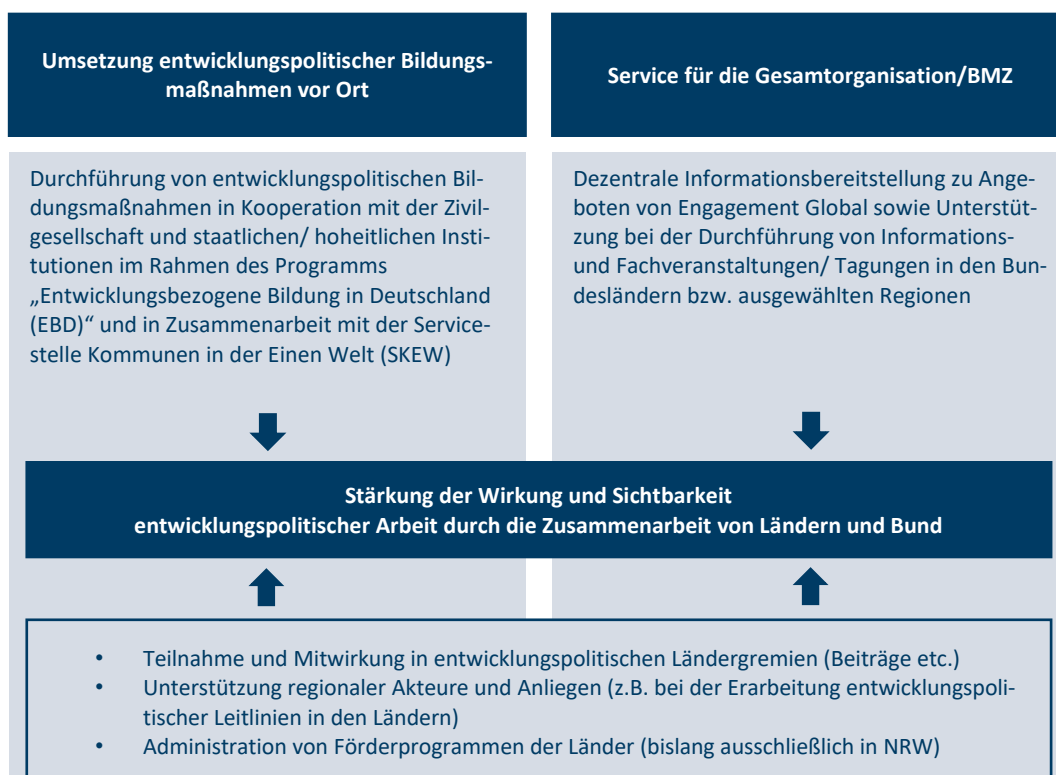 Umsetzung entwicklungspolitischer Bildungs-
maßnahmen vor Ort
Service für die Gesamtorganisation/BMZ
Durchführung von entwicklungspolitischen Bil-
dungsmaßnahmen in Kooperation mit der Zivil-
gesellschaft und staatlichen/ hoheitlichen Insti-
tutionen im Rahmen des Programms
„Entwicklungsbezogene Bildung in Deutschland
(EBD)“ und in Zusammenarbeit mit der Service-
stelle Kommunen in der Einen Welt (SKEW)
Dezentrale Informationsbereitstellung zu Ange-
boten von Engagement Global sowie Unterstüt-
zung bei der Durchführung von Informations-
und Fachveranstaltungen/ Tagungen in den Bun-
desländern bzw. ausgewählten Regionen
Stärkung der Wirkung und Sichtbarkeit
entwicklungspolitischer Arbeit durch die Zusammenarbeit von Ländern und Bund
• Teilnahme und Mitwirkung in entwicklungspolitischen Ländergremien (Beiträge etc.)
• Unterstützung regionaler Akteure und Anliegen (z.B. bei der Erarbeitung entwicklungspoli-
tischer Leitlinien in den Ländern)
• Administration von Förderprogrammen der Länder (bislang ausschließlich in NRW)